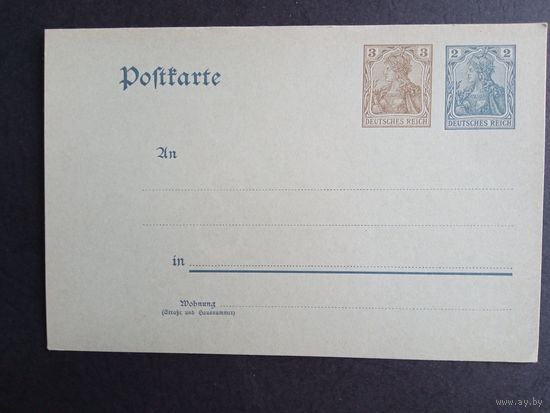 3 3 2 2
DEUTSCHES REICH DEUTSCHES REICH
Poſtkarte
An
in
Wohnung
(Straße und Hausnummer)
www.ay.by